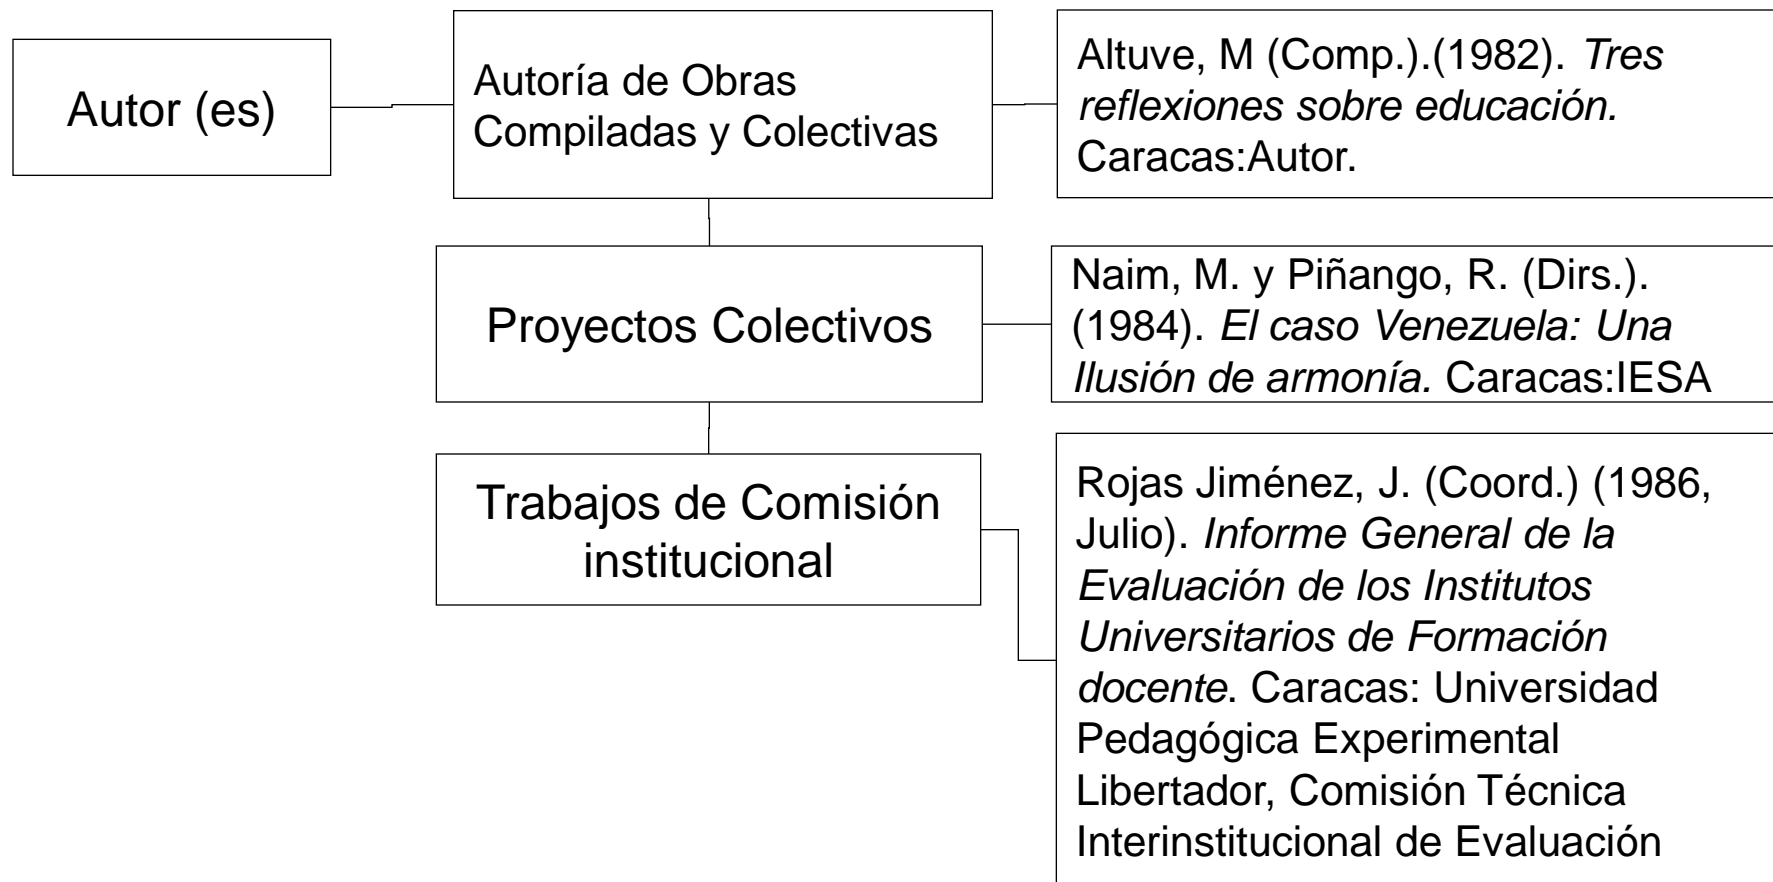 Autor (es)
Autoría de Obras
Compiladas y Colectivas
Altuve, M (Comp.).(1982). Tres
reflexiones sobre educación.
Caracas:Autor.
Proyectos Colectivos
Naim, M. y Piñango, R. (Dirs.).
(1984). El caso Venezuela: Una
Ilusión de armonía. Caracas:IESA
Trabajos de Comisión
institucional
Rojas Jiménez, J. (Coord.) (1986,
Julio). Informe General de la
Evaluación de los Institutos
Universitarios de Formación
docente. Caracas: Universidad
Pedagógica Experimental
Libertador, Comisión Técnica
Interinstitucional de Evaluación